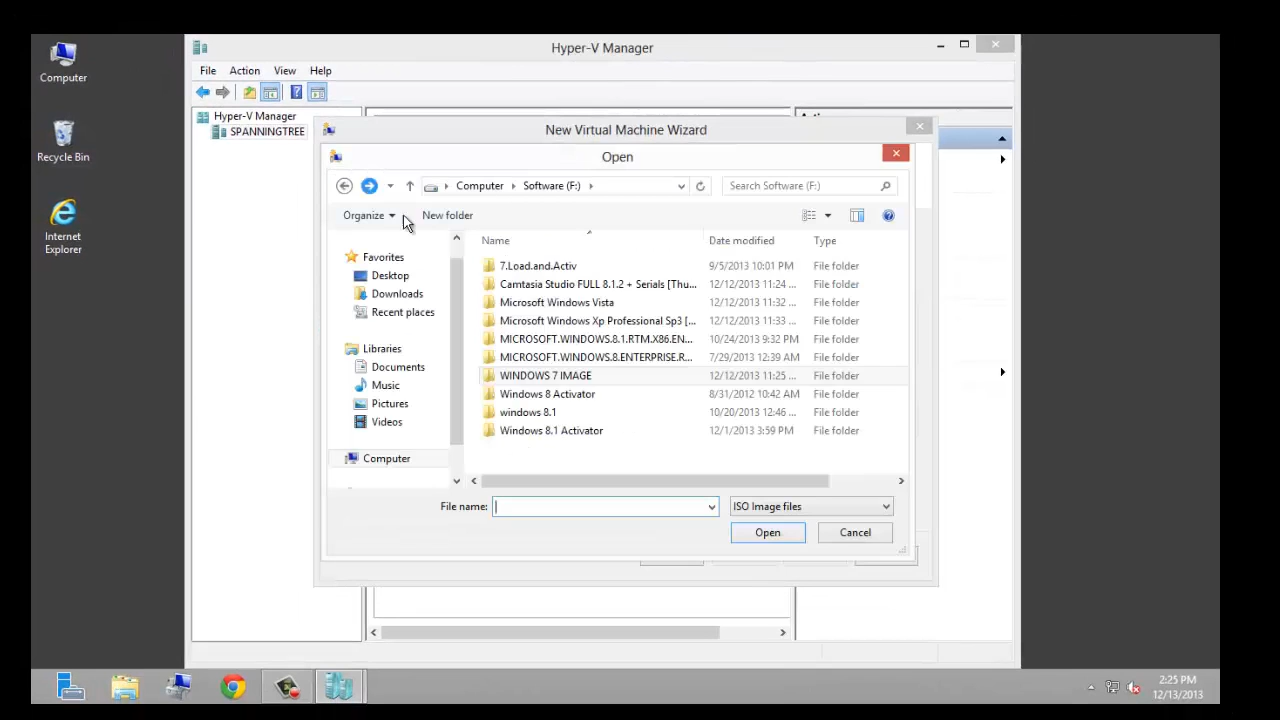 Hyper-V Manager
Computer
File Action View Help
Hyper-V Manager
SPANNINGTREE
New Virtual Machine Wizard
Recycle Bin
Open
Computer Software (F:) Search Software (F:)
Organize New folder
Internet
Explorer
Name Date modified Type
Favorites
Desktop
Downloads
Recent places
Libraries
Documents
Music
Pictures
Videos
Computer
7.Load.and.Activ 9/5/2013 10:01 PM File folder
Camtasia Studio FULL 8.1.2 + Serials [Thu... 12/12/2013 11:24 ... File folder
Microsoft Windows Vista 12/12/2013 11:32 ... File folder
Microsoft Windows Xp Professional Sp3 [... 12/12/2013 11:33 ... File folder
MICROSOFT.WINDOWS.8.1.RTM.X86.EN... 10/24/2013 9:32 PM File folder
MICROSOFT.WINDOWS.8.ENTERPRISE.R... 7/29/2013 12:39 AM File folder
WINDOWS 7 IMAGE 12/12/2013 11:25 ... File folder
Windows 8 Activator 8/31/2012 10:42 AM File folder
windows 8.1 10/20/2013 12:46 ... File folder
Windows 8.1 Activator 12/1/2013 3:59 PM File folder
File name: ISO Image files
Open Cancel
2:25 PM
12/13/2013